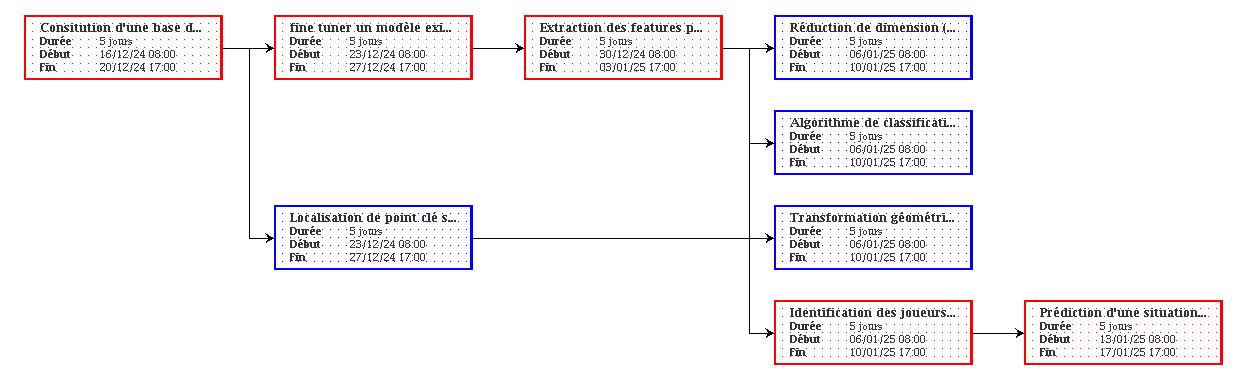 Consitution d'une base d...
Durée 5 jours
Début 16/12/24 08:00
Fin 20/12/24 17:00
fine tuner un modèle exi...
Durée 5 jours
Début 23/12/24 08:00
Fin 27/12/24 17:00
Extraction des features p...
Durée 5 jours
Début 30/12/24 08:00
Fin 03/01/25 17:00
Réduction de dimension (...
Durée 5 jours
Début 06/01/25 08:00
Fin 10/01/25 17:00
Algorithme de classificati...
Durée 5 jours
Début 06/01/25 08:00
Fin 10/01/25 17:00
Localisation de point clé s...
Durée 5 jours
Début 23/12/24 08:00
Fin 27/12/24 17:00
Transformation géométri...
Durée 5 jours
Début 06/01/25 08:00
Fin 10/01/25 17:00
Identification des joueurs...
Durée 5 jours
Début 06/01/25 08:00
Fin 10/01/25 17:00
Prédiction d'une situation...
Durée 5 jours
Début 13/01/25 08:00
Fin 17/01/25 17:00